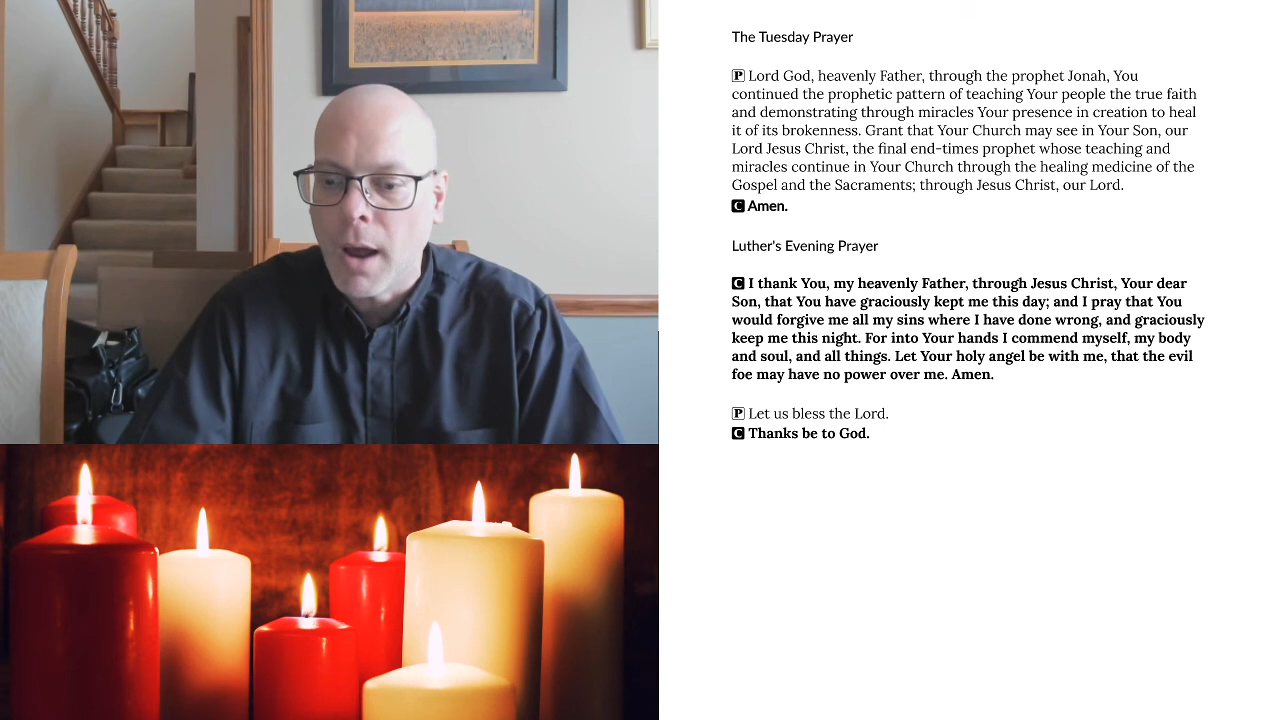 The Tuesday Prayer
P Lord God, heavenly Father, through the prophet Jonah, You
continued the prophetic pattern of teaching Your people the true faith
and demonstrating through miracles Your presence in creation to heal
it of its brokenness. Grant that Your Church may see in Your Son, our
Lord Jesus Christ, the final end-times prophet whose teaching and
miracles continue in Your Church through the healing medicine of the
Gospel and the Sacraments; through Jesus Christ, our Lord.
C Amen.
Luther's Evening Prayer
C I thank You, my heavenly Father, through Jesus Christ, Your dear
Son, that You have graciously kept me this day; and I pray that You
would forgive me all my sins where I have done wrong, and graciously
keep me this night. For into Your hands I commend myself, my body
and soul, and all things. Let Your holy angel be with me, that the evil
foe may have no power over me. Amen.
P Let us bless the Lord.
C Thanks be to God.